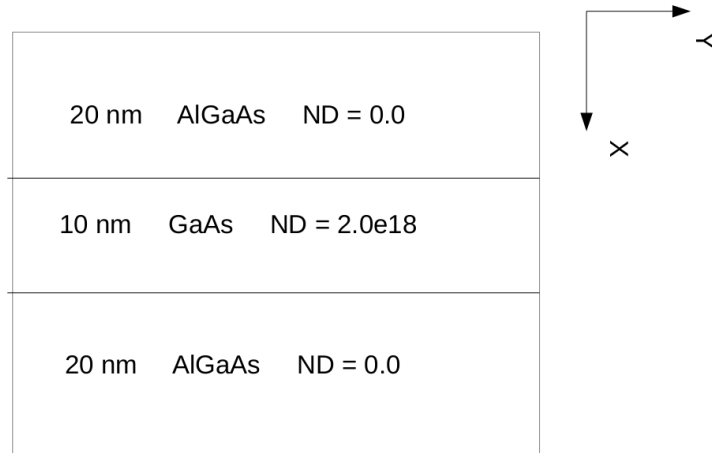 Y
20 nm AlGaAs ND = 0.0
X
10 nm GaAs ND = 2.0e18
20 nm AlGaAs ND = 0.0